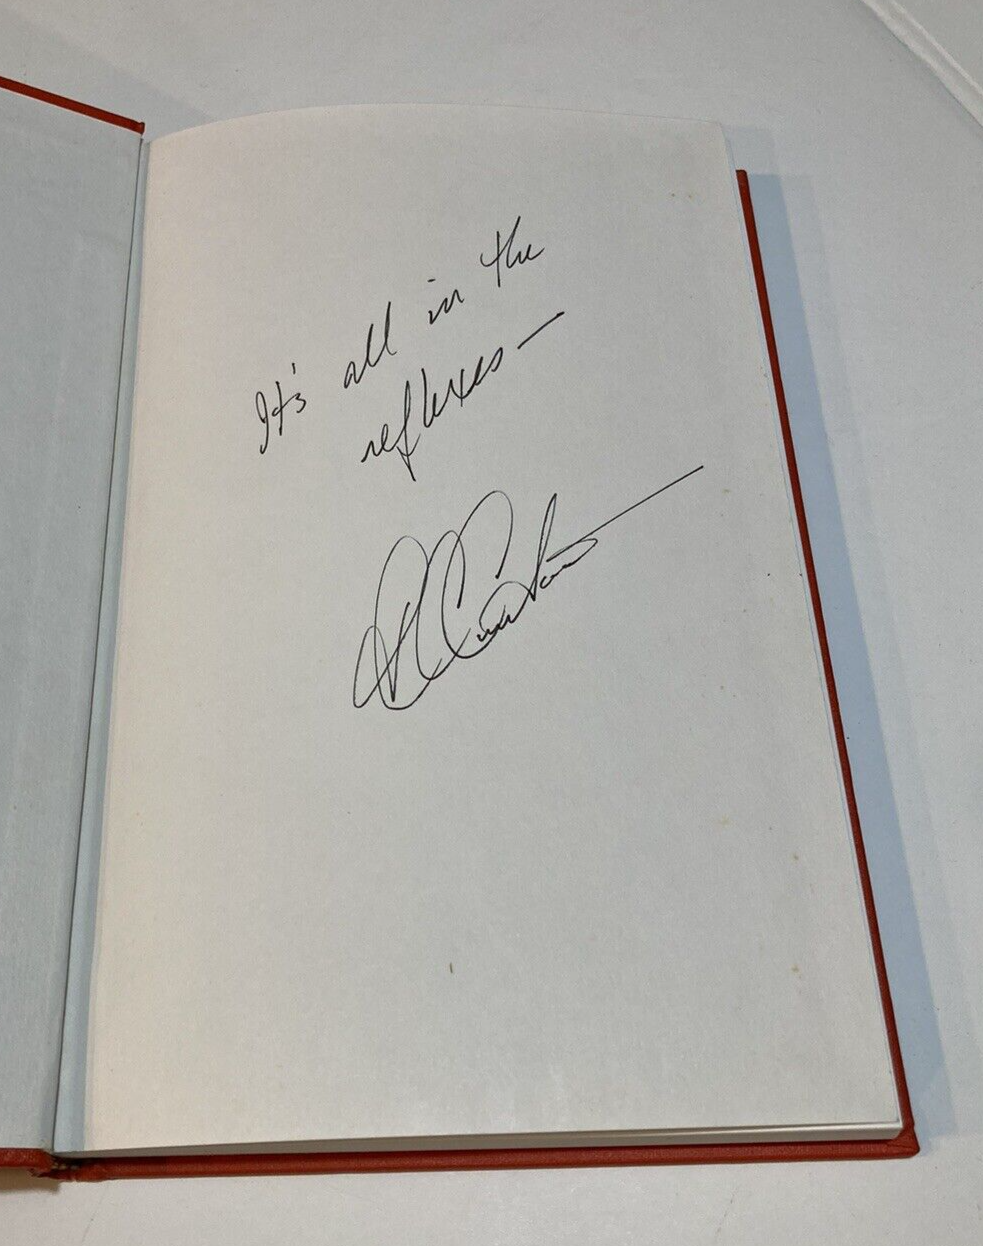 It's all in the
reflexes —